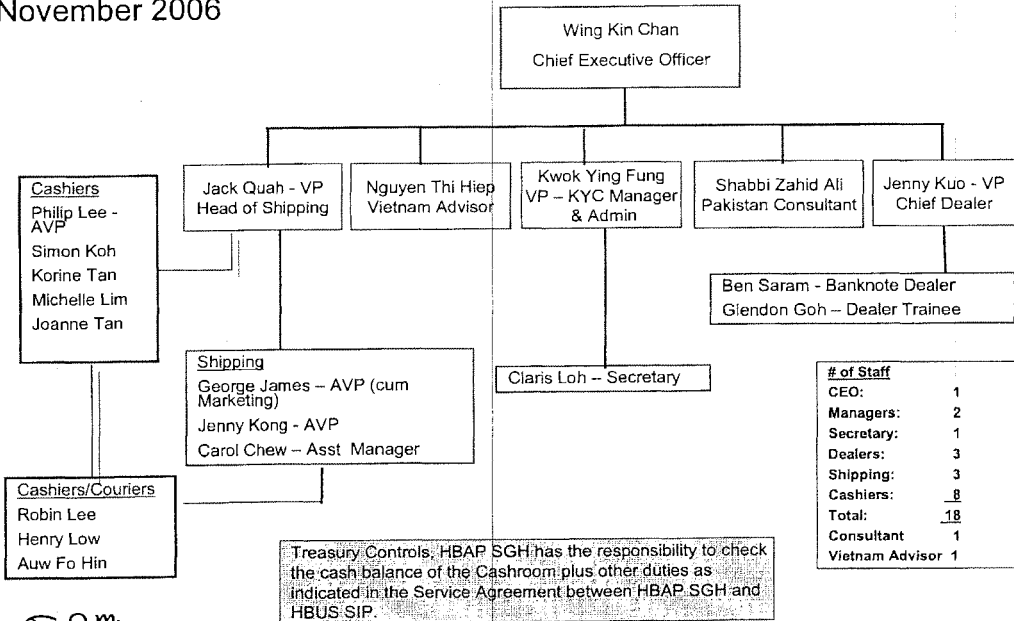 November 2006
Wing Kin Chan
Chief Executive Officer
Cashiers
Philip Lee -
AVP
Simon Koh
Korine Tan
Michelle Lim
Joanne Tan
Jack Quah - VP
Head of Shipping
Nguyen Thi Hiep
Vietnam Advisor
Kwok Ying Fung
VP – KYC Manager
& Admin
Shabbi Zahid Ali
Pakistan Consultant
Jenny Kuo - VP
Chief Dealer
Ben Saram - Banknote Dealer
Glendon Goh – Dealer Trainee
Shipping
George James – AVP (cum
Marketing)
Jenny Kong - AVP
Carol Chew – Asst Manager
Claris Loh -- Secretary
# of Staff
CEO: 1
Managers: 2
Secretary: 1
Dealers: 3
Shipping: 3
Cashiers: 8
Total: 18
Consultant 1
Vietnam Advisor 1
Cashiers/Couriers
Robin Lee
Henry Low
Auw Fo Hin
Treasury Controls, HBAP SGH has the responsibility to check
the cash balance of the Cashroom plus other duties as
indicated in the Service Agreement between HBAP SGH and
HBUS SIP.